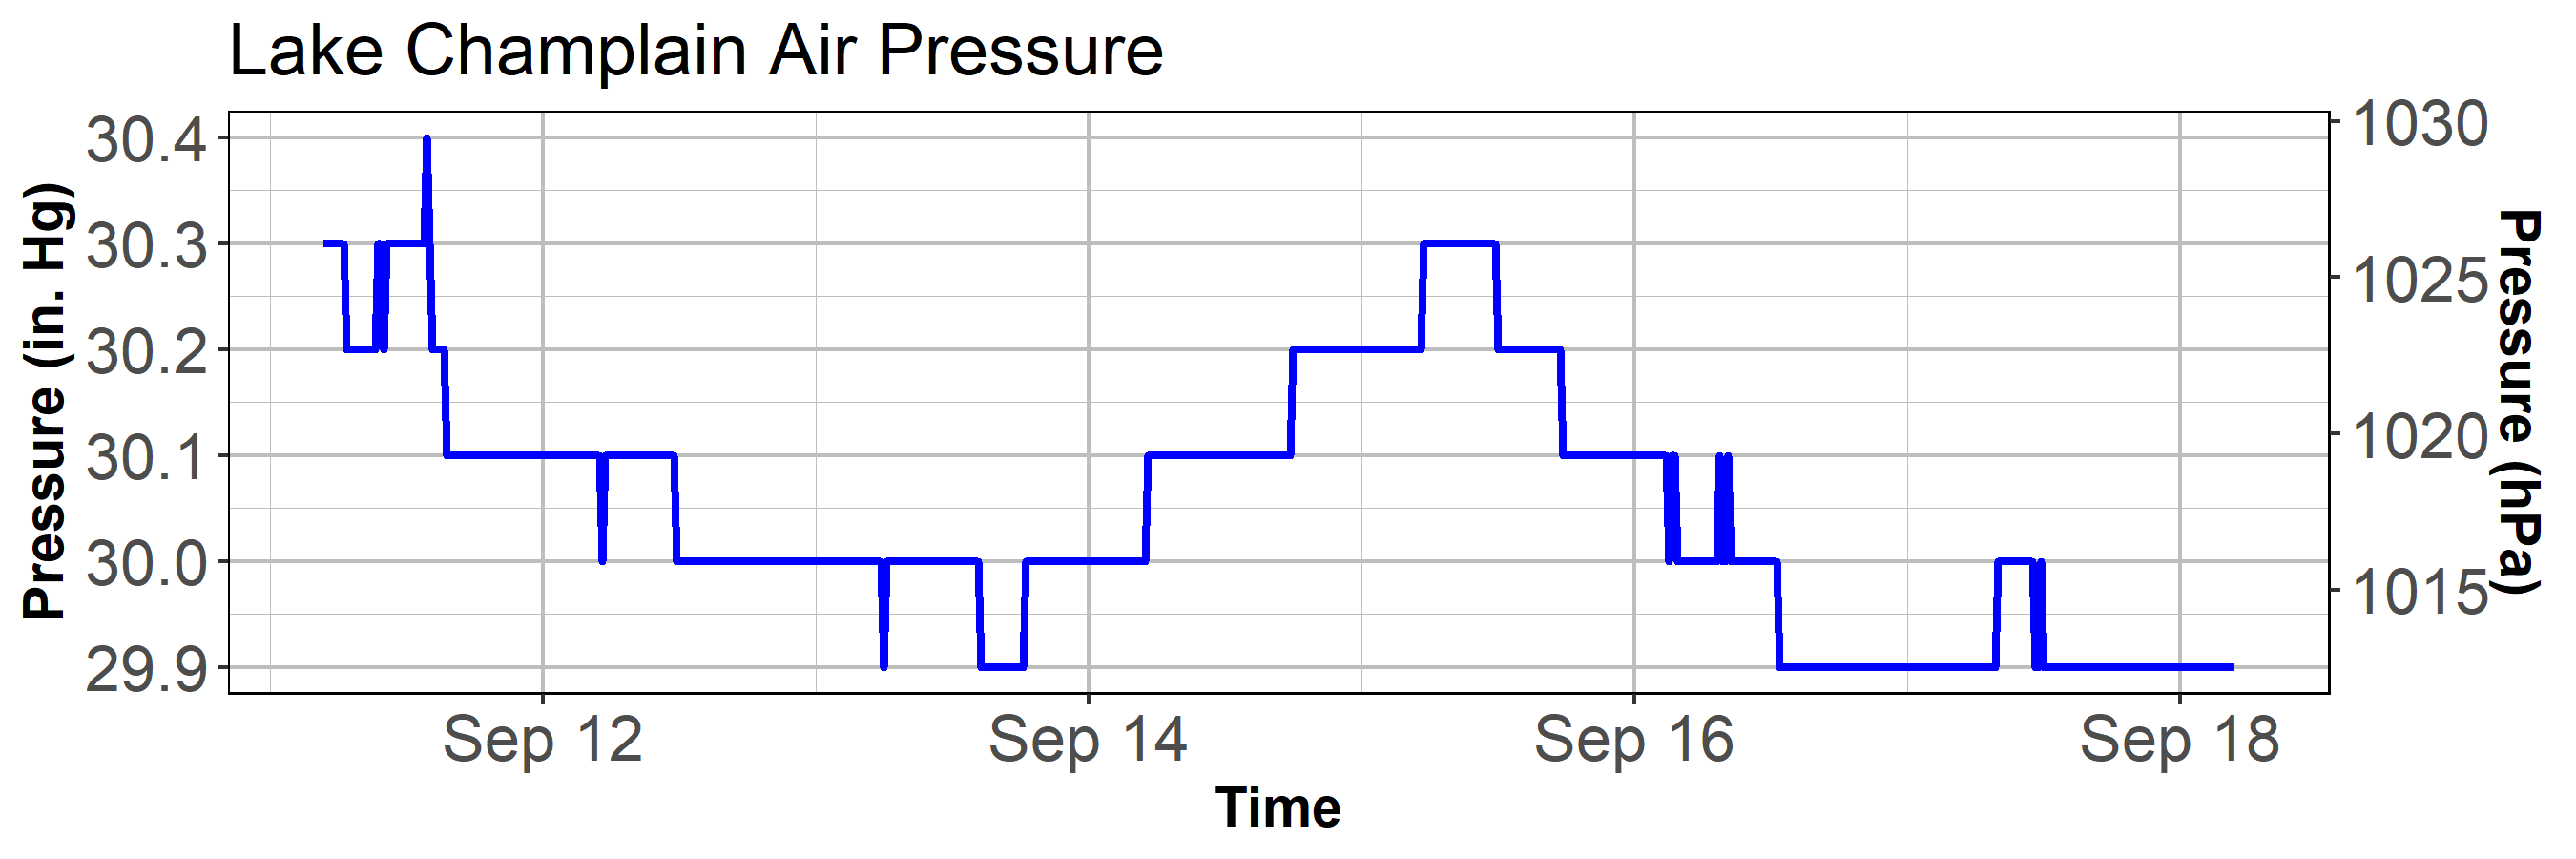 Lake Champlain Air Pressure
Pressure (in. Hg)
30.4
30.3
30.2
30.1
30.0
29.9
1030
1025
1020
1015
Pressure (hPa)
Sep 12
Sep 14
Sep 16
Sep 18
Time